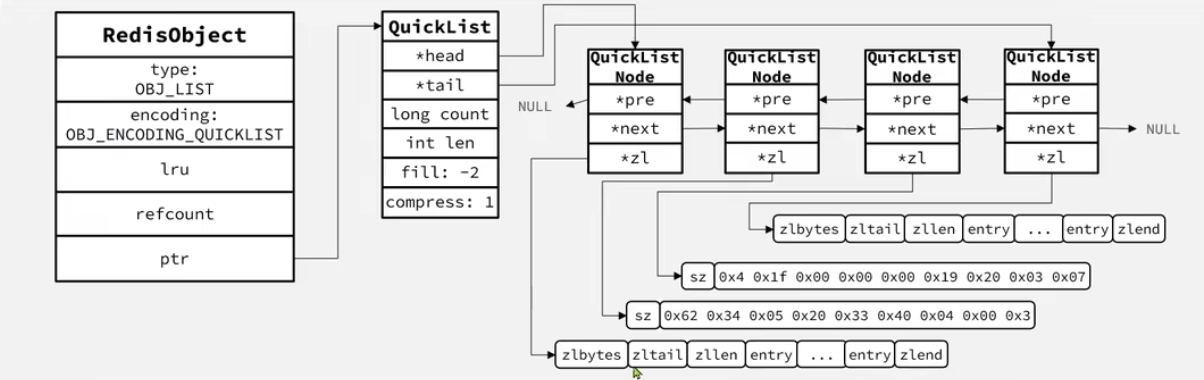 RedisObject
type:
OBJ_LIST
encoding:
OBJ_ENCODING_QUICKLIST
lru
refcount
ptr
QuickList
*head
*tail
long count
int len
fill: -2
compress: 1
NULL
QuickList
Node
*pre
*next
*zl
QuickList
Node
*pre
*next
*zl
QuickList
Node
*pre
*next
*zl
QuickList
Node
*pre
*next
*zl
NULL
zlbytes zltail zllen entry ... entry zlend
sz 0x4 0x1f 0x00 0x00 0x00 0x19 0x20 0x03 0x07
sz 0x62 0x34 0x05 0x20 0x33 0x40 0x04 0x00 0x3
zlbytes zltail zllen entry ... entry zlend